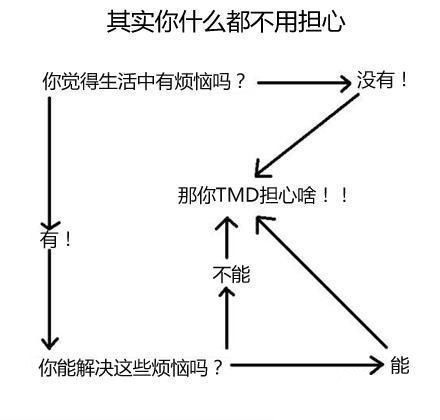 其实你什么都不用担心
你觉得生活中有烦恼吗？
没有！
那你TMD担心啥！！
有！
不能
你能解决这些烦恼吗？
能